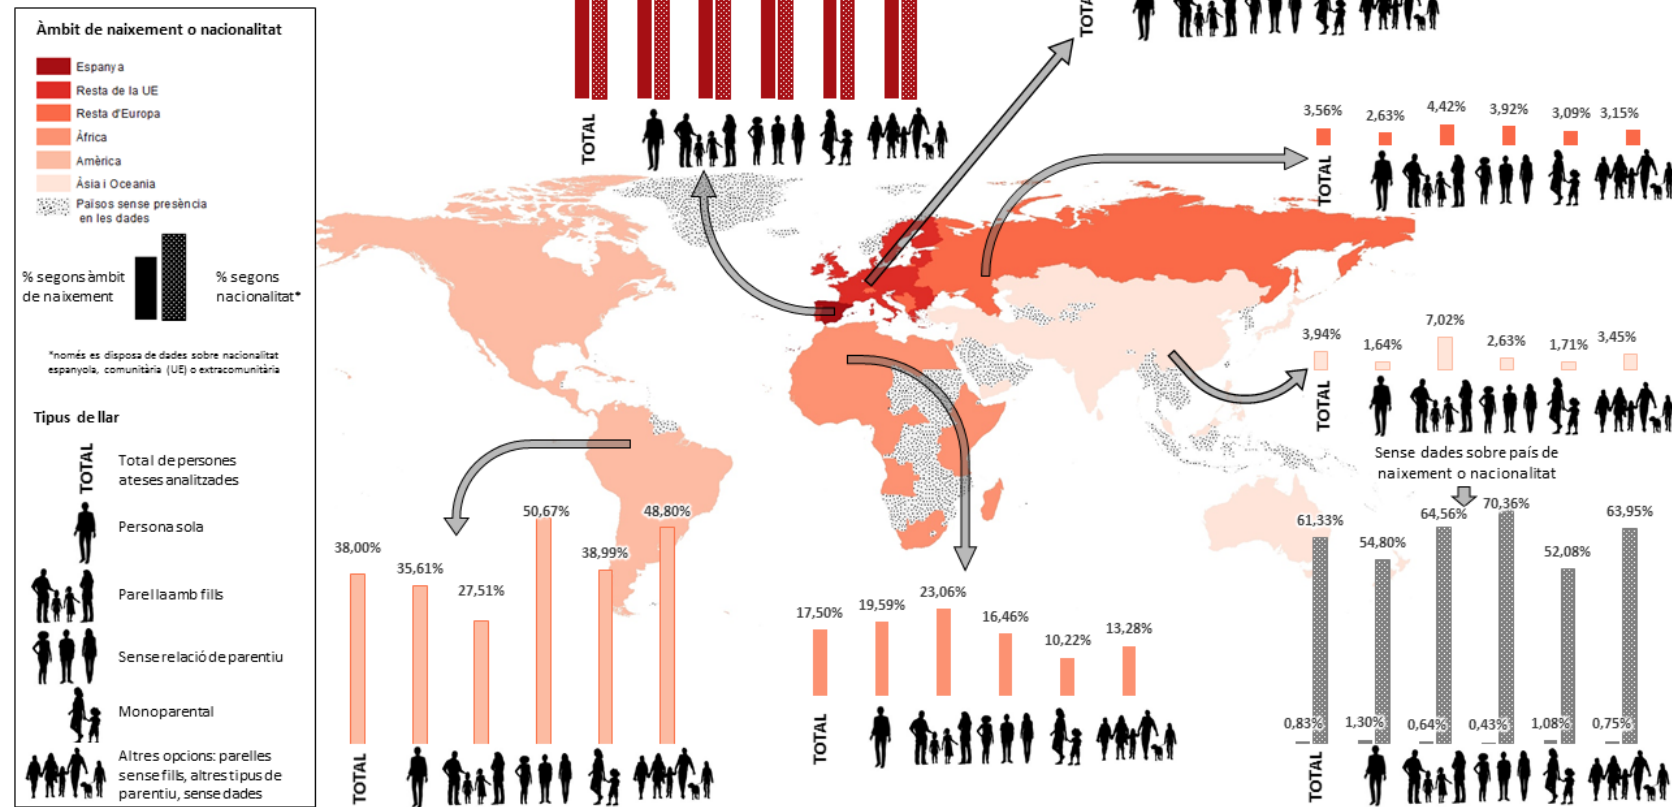 Àmbit de naixement o nacionalitat
Espanya
Resta de la UE
Resta d'Europa
Àfrica
Amèrica
Àsia i Oceania
Països sense presència
en les dades
% segons àmbit
de naixement
% segons
nacionalitat*
*només es disposa de dades sobre nacionalitat
espanyola, comunitària (UE) o extracomunitària
Tipus de llar
TOTAL
Total de persones
ateses analitzades
Persona sola
Parella amb fills
Sense relació de parentiu
Monoparental
Altres opcions: parelles
sense fills, altres tipus de
parentiu, sense dades
TOTAL
TOTAL
3,56%
2,63%
4,42%
3,92%
3,09%
3,15%
TOTAL
3,94%
1,64%
7,02%
2,63%
1,71%
3,45%
TOTAL
38,00%
35,61%
27,51%
50,67%
38,99%
48,80%
TOTAL
17,50%
19,59%
23,06%
16,46%
10,22%
13,28%
TOTAL
Sense dades sobre país de
naixement o nacionalitat
61,33%
54,80%
64,56%
70,36%
52,08%
63,95%
0,83%
1,30%
0,64%
0,43%
1,08%
0,75%
TOTAL